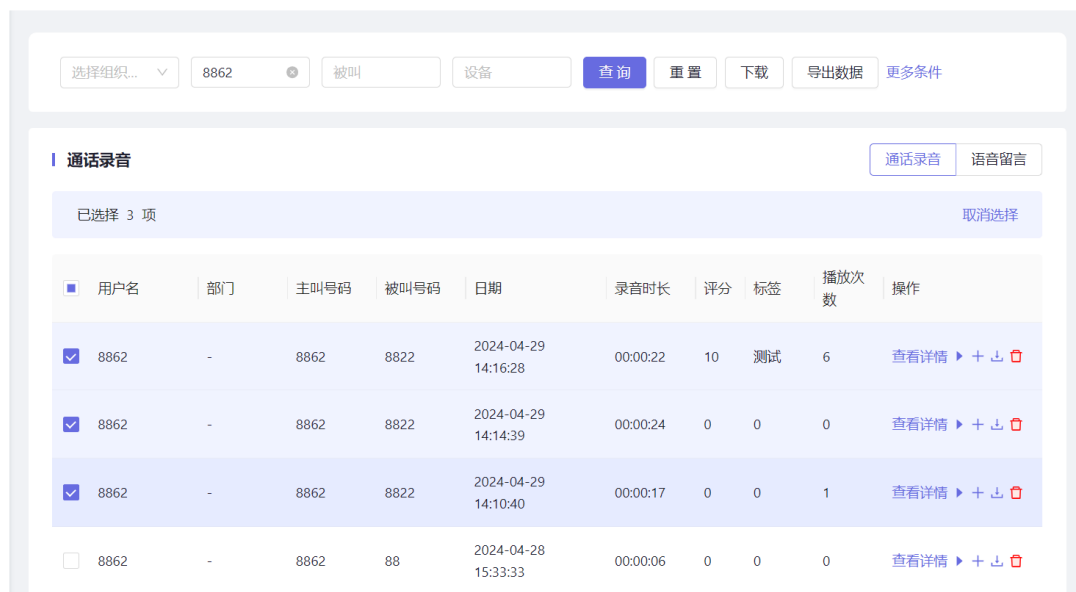 选择组织... 8862 被叫 设备 查询 重置 下载 导出数据 更多条件
通话录音 通话录音 语音留言
已选择 3 项 取消选择
用户名 部门 主叫号码 被叫号码 日期 录音时长 评分 标签 播放次数 操作
8862 - 8862 8822 2024-04-29 14:16:28 00:00:22 10 测试 6 查看详情
8862 - 8862 8822 2024-04-29 14:14:39 00:00:24 0 0 0 查看详情
8862 - 8862 8822 2024-04-29 14:10:40 00:00:17 0 0 1 查看详情
8862 - 8862 88 2024-04-28 15:33:33 00:00:06 0 0 0 查看详情